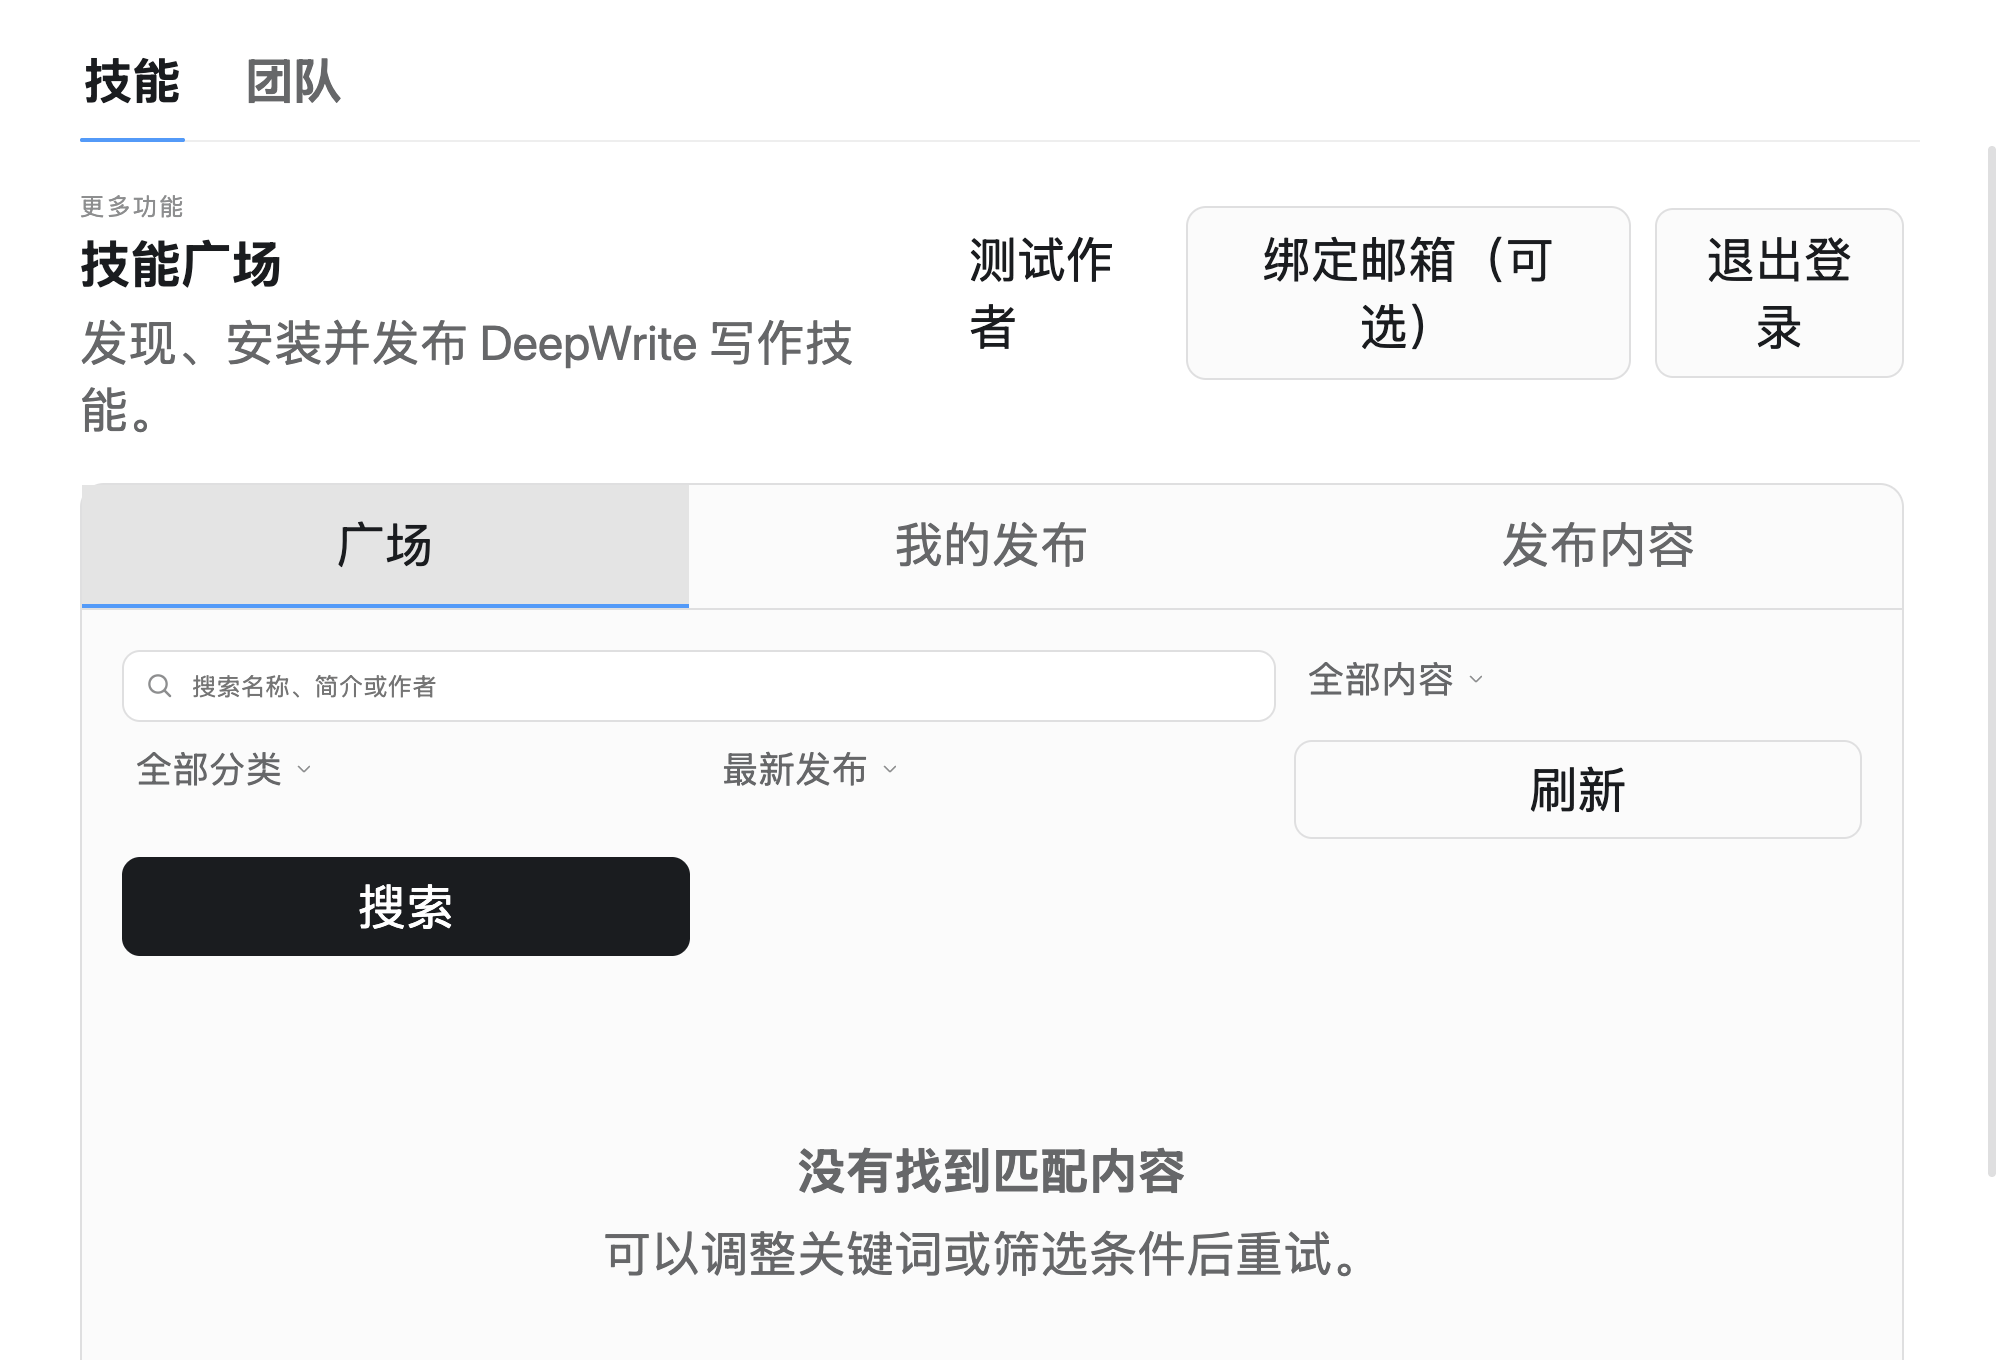 技能 团队
更多功能
技能广场
发现、安装并发布 DeepWrite 写作技
能。
测试作
者
绑定邮箱（可
选）
退出登
录
广场 我的发布 发布内容
搜索名称、简介或作者
全部内容
全部分类 最新发布 刷新
搜索
没有找到匹配内容
可以调整关键词或筛选条件后重试。